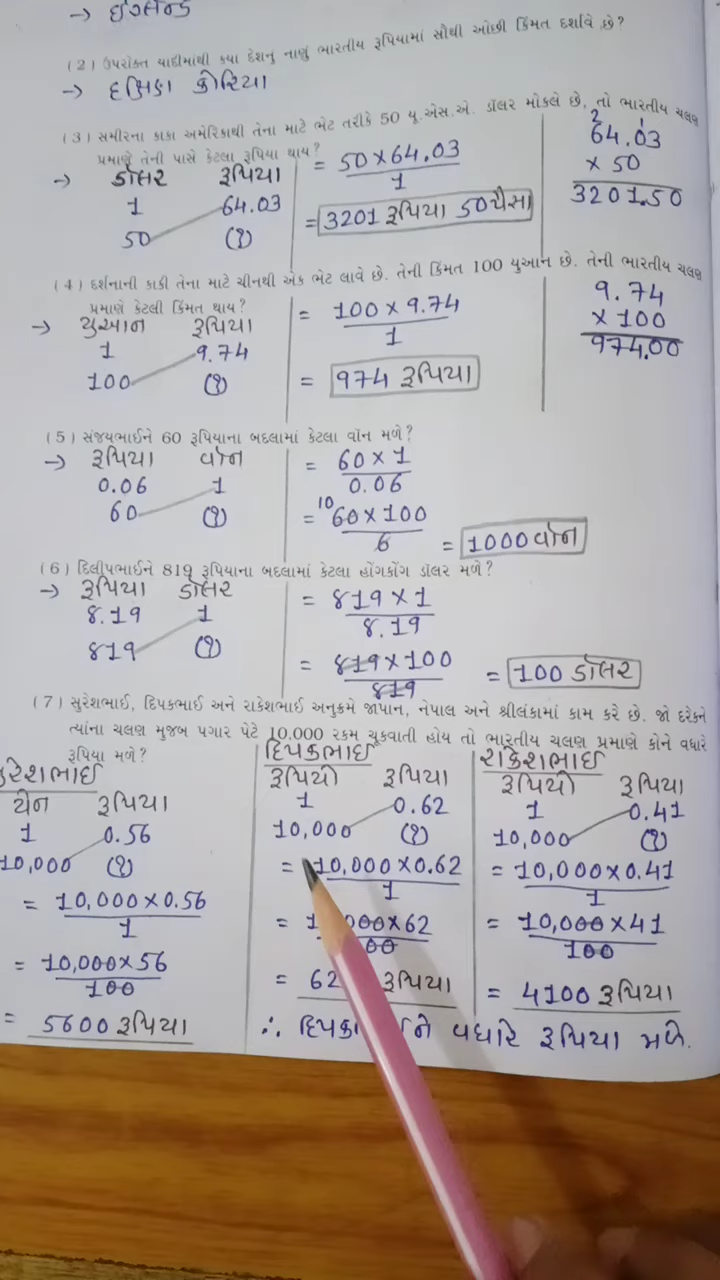 → ઈંગ્લેન્ડ
(2) ઉપરોક્ત યાદીમાંથી કયા દેશનું નાણું ભારતીય રૂપિયામાં સૌથી ઓછી કિંમત દર્શાવે છે?
→ દક્ષિણ કોરિયા
(3) સમીરના કાકા અમેરિકાથી તેના માટે ભેટ તરીકે 50 યૂ.એસ.એ. ડૉલર મોકલે છે, તો ભારતીય ચલણ
પ્રમાણે તેની પાસે કેટલા રૂપિયા થાય?
→ ડોલર રૂપિયા
1 64.03
50 (?)
= 50 × 64.03
1
= 3201 રૂપિયા 50 પૈસા
2 1
64.03
× 50
3201.50
(4) દર્શનાની કાકી તેના માટે ચીનથી એક ભેટ લાવે છે. તેની કિંમત 100 યુઆન છે. તેની ભારતીય ચલણ
પ્રમાણે કેટલી કિંમત થાય?
→ યુઆન રૂપિયા
1 9.74
100 (?)
= 100 × 9.74
1
= 974 રૂપિયા
9.74
× 100
974.00
(5) સંજયભાઈને 60 રૂપિયાના બદલામાં કેટલા વૉન મળે?
→ રૂપિયા વૉન
0.06 1
60 (?)
= 60 × 1
0.06
= 10 60 × 100
6
= 1000 વૉન
(6) દિલીપભાઈને 819 રૂપિયાના બદલામાં કેટલા હોંગકોંગ ડૉલર મળે?
→ રૂપિયા ડૉલર
8.19 1
819 (?)
= 819 × 1
8.19
= 819 × 100
819
= 100 ડૉલર
(7) સુરેશભાઈ, દિપકભાઈ અને રાકેશભાઈ અનુક્રમે જાપાન, નેપાલ અને શ્રીલંકામાં કામ કરે છે. જો દરેકને
ત્યાંના ચલણ મુજબ પગાર પેટે 10,000 રકમ ચૂકવાતી હોય તો ભારતીય ચલણ પ્રમાણે કોને વધારે
રૂપિયા મળે?
રેશભાઈ
યેન રૂપિયા
1 0.56
10,000 (?)
= 10,000 × 0.56
1
= 10,000 × 56
100
= 5600 રૂપિયા
દિપકભાઈ
રૂપિયો રૂપિયા
1 0.62
10,000 (?)
= 10,000 × 0.62
1
= 1 000 × 62
00
= 62 રૂપિયા
રાકેશભાઈ
રૂપિયો રૂપિયા
1 0.41
10,000 (?)
= 10,000 × 0.41
1
= 10,000 × 41
100
= 4100 રૂપિયા
∴ વધારે રૂપિયા મળે.